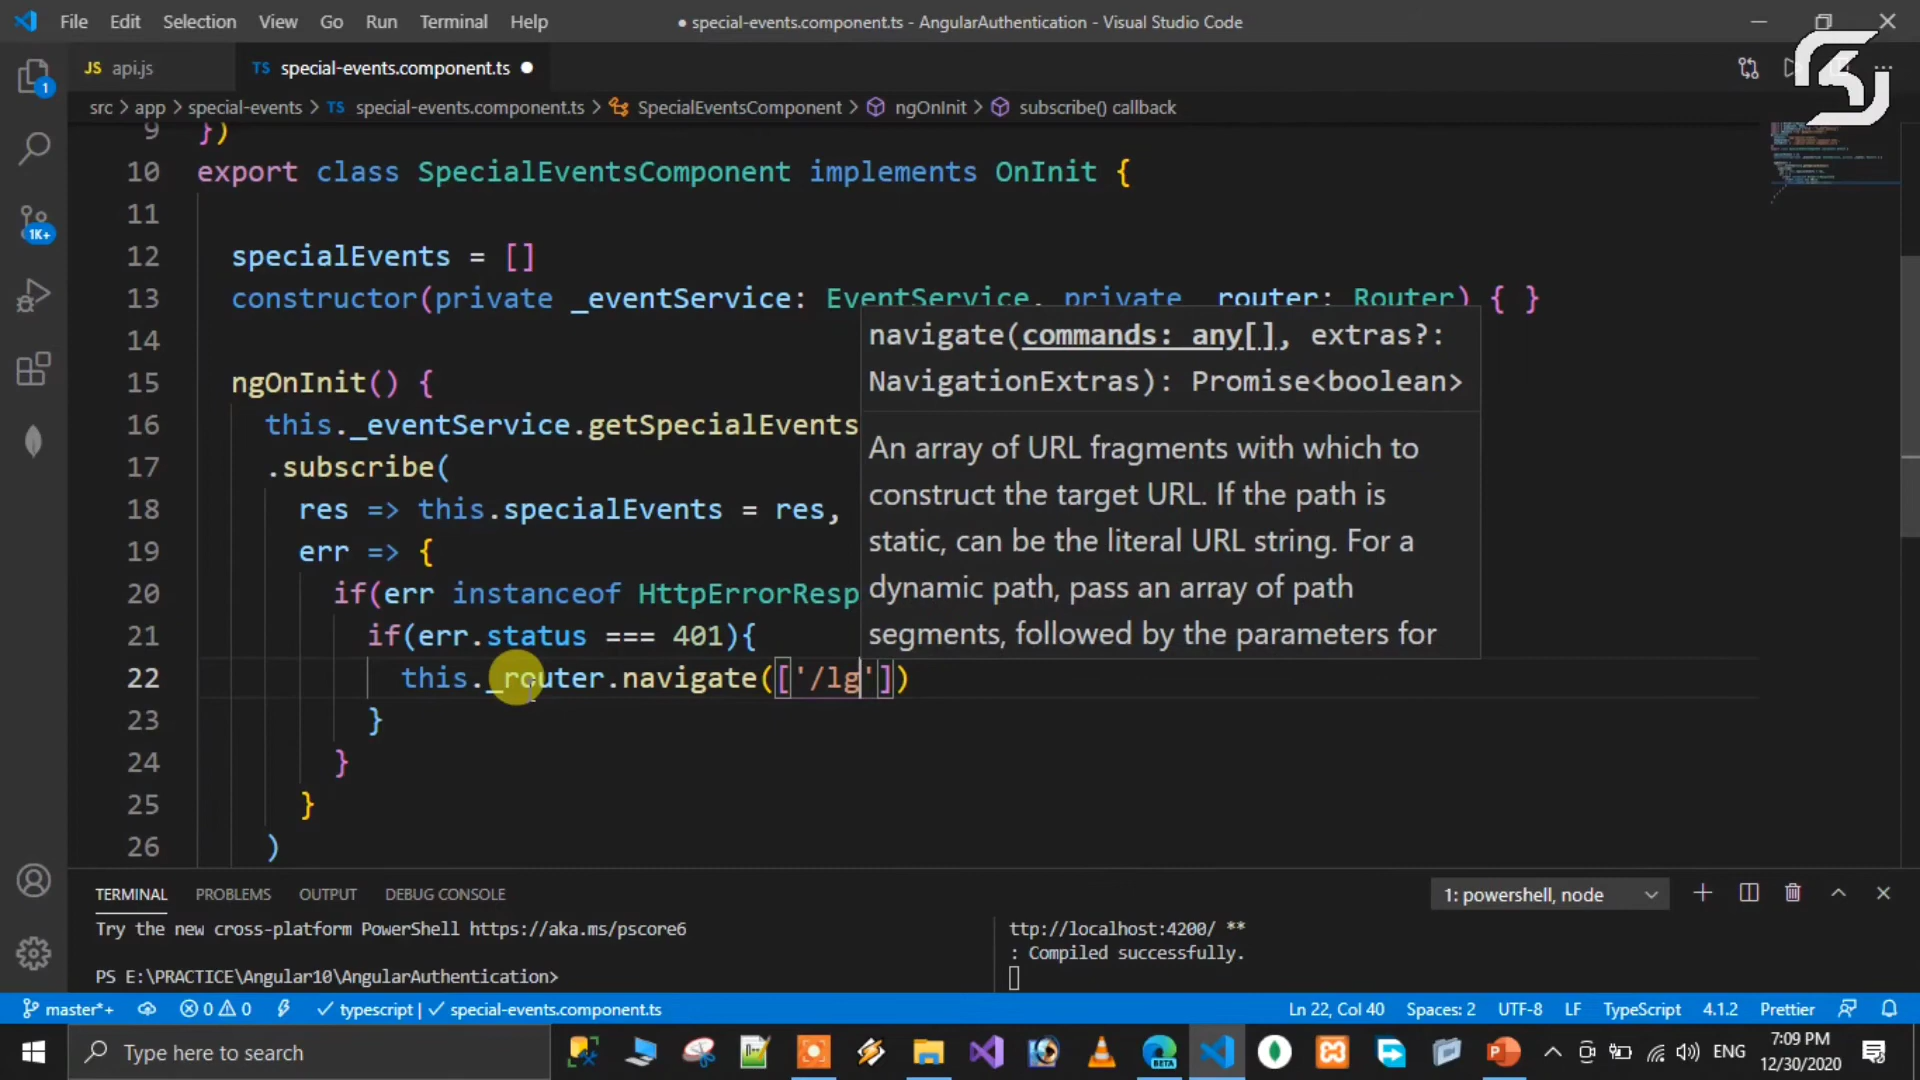 File Edit Selection View Go Run Terminal Help
● special-events.component.ts - AngularAuthentication - Visual Studio Code
JS api.js
TS special-events.component.ts ●
src > app > special-events > TS special-events.component.ts > SpecialEventsComponent > ngOnInit > subscribe() callback
1
1K+
9 })
10 export class SpecialEventsComponent implements OnInit {
11
12 specialEvents = []
13 constructor(private _eventService: EventService, private _router: Router) { }
14
15 ngOnInit() {
16 this._eventService.getSpecialEvents
17 .subscribe(
18 res => this.specialEvents = res,
19 err => {
20 if(err instanceof HttpErrorResp
21 if(err.status === 401){
22 this._router.navigate(['/lg'])
23 }
24 }
25 }
26 )
navigate(commands: any[], extras?:
NavigationExtras): Promise<boolean>
An array of URL fragments with which to
construct the target URL. If the path is
static, can be the literal URL string. For a
dynamic path, pass an array of path
segments, followed by the parameters for
TERMINAL PROBLEMS OUTPUT DEBUG CONSOLE
1: powershell, node
Try the new cross-platform PowerShell https://aka.ms/pscore6
PS E:\PRACTICE\Angular10\AngularAuthentication>
ttp://localhost:4200/ **
: Compiled successfully.
master*+ 0 0 typescript | special-events.component.ts
Ln 22, Col 40 Spaces: 2 UTF-8 LF TypeScript 4.1.2 Prettier
Type here to search
BETA
ENG
7:09 PM
12/30/2020